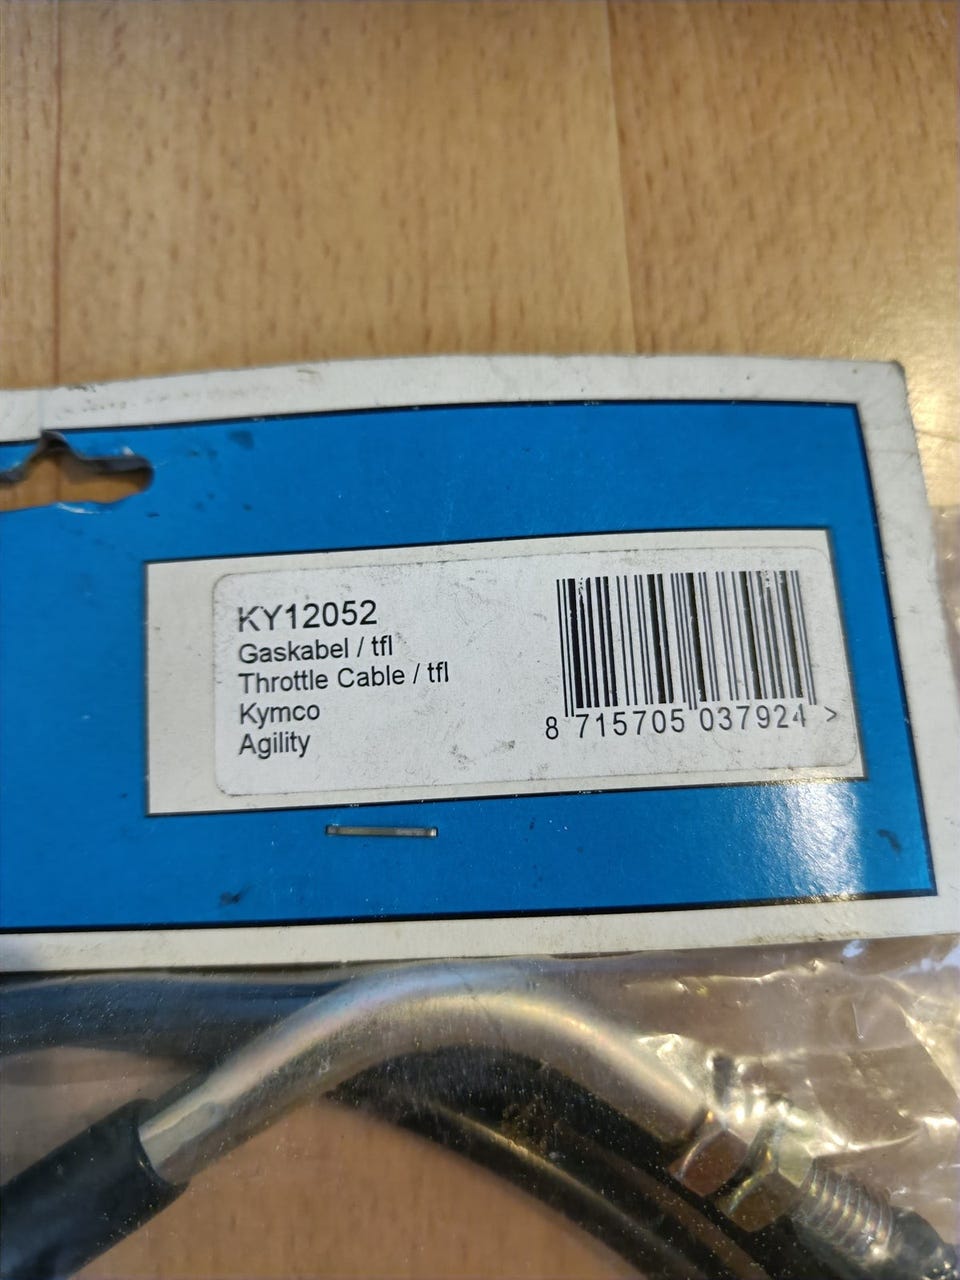 KY12052
Gaskabel / tfl
Throttle Cable / tfl
Kymco
Agility
8 715705 037924 >